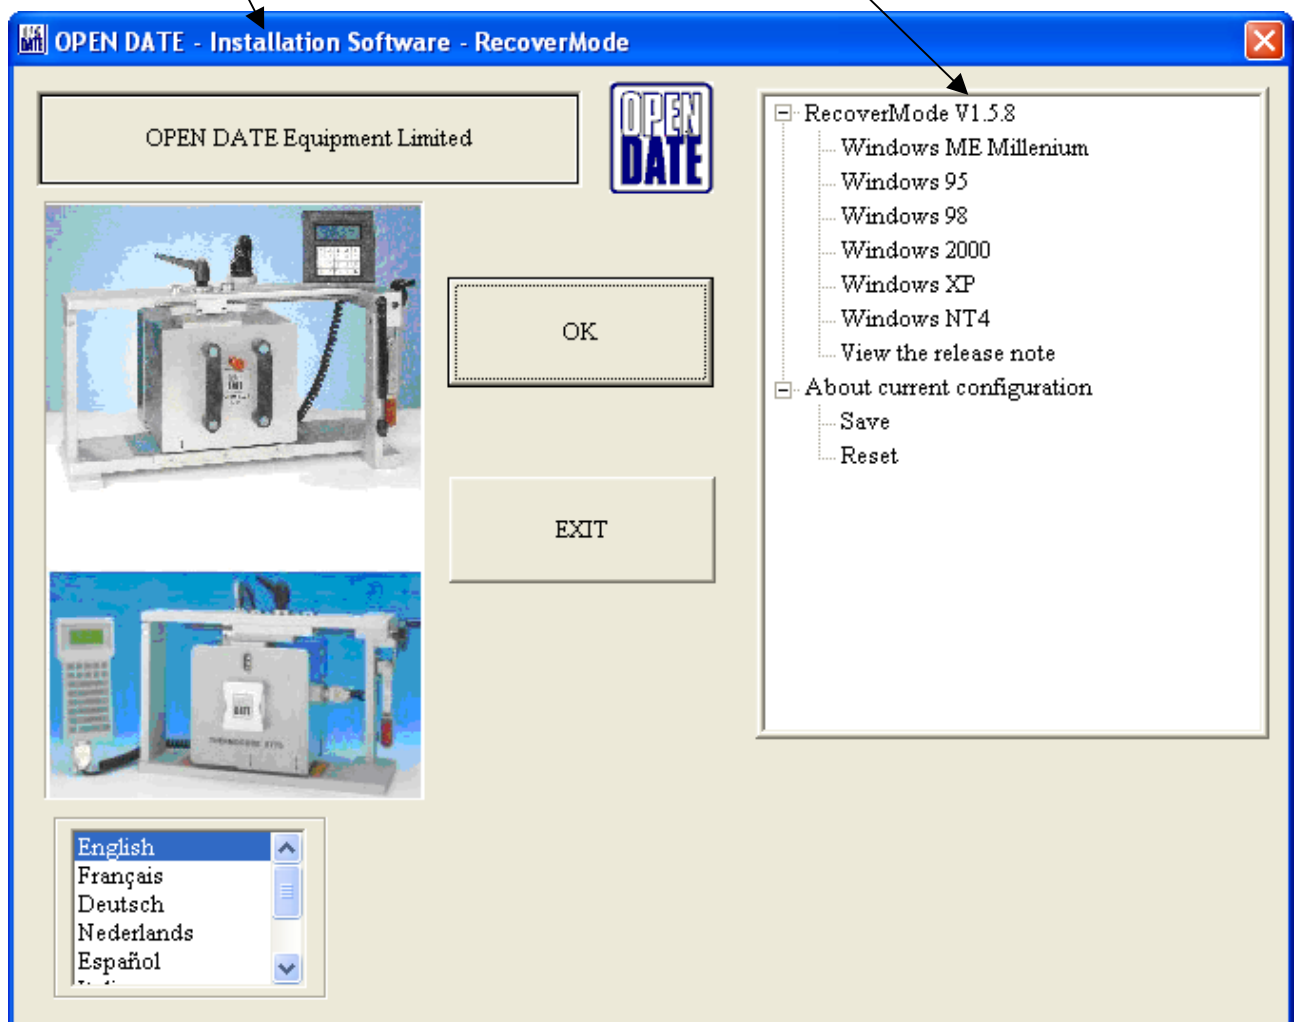 OPEN DATE - Installation Software - RecoverMode
OPEN DATE Equipment Limited
OPEN
DATE
OK
EXIT
RecoverMode V1.5.8
Windows ME Millenium
Windows 95
Windows 98
Windows 2000
Windows XP
Windows NT4
View the release note
About current configuration
Save
Reset
English
Français
Deutsch
Nederlands
Español